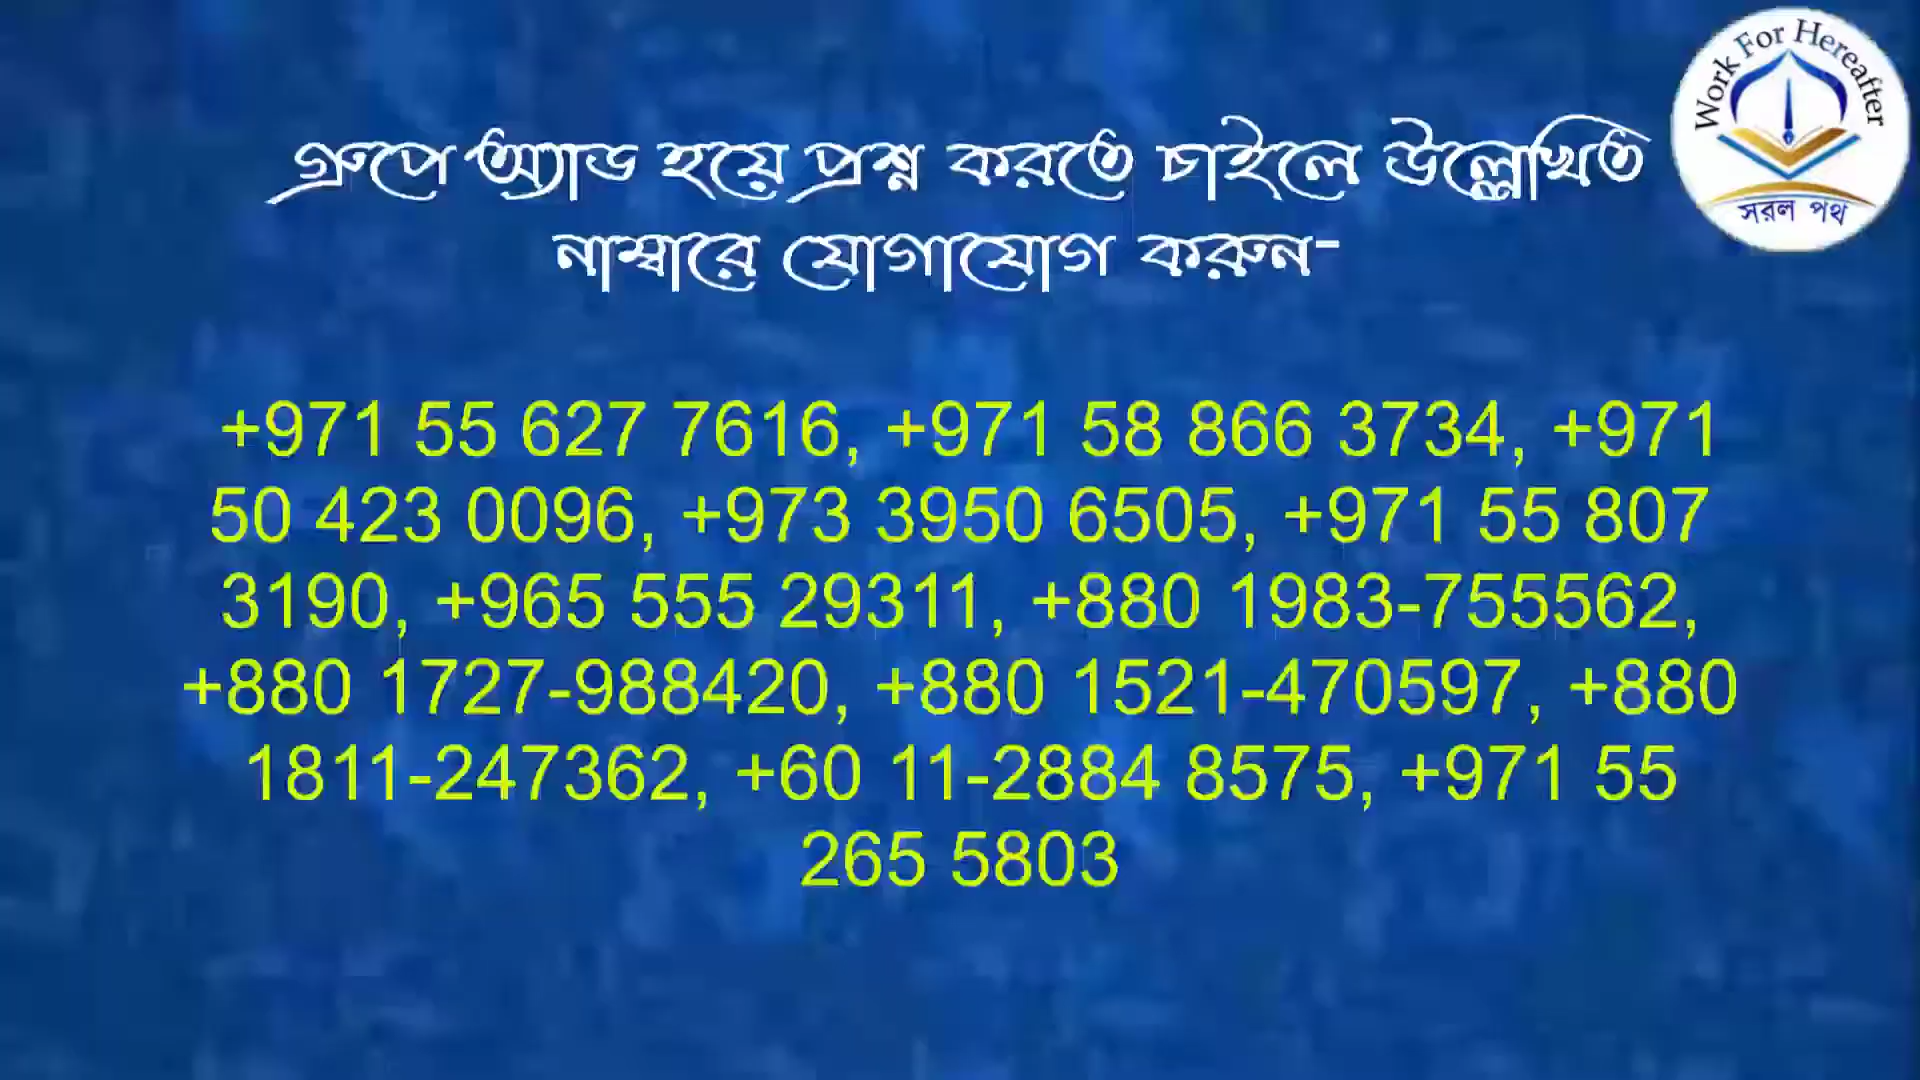 Work For Hereafter
সরল পথ
গ্রুপে অ্যাড হয়ে প্রশ্ন করতে চাইলে উল্লেখিত
নাম্বারে যোগাযোগ করুন-
+971 55 627 7616, +971 58 866 3734, +971
50 423 0096, +973 3950 6505, +971 55 807
3190, +965 555 29311, +880 1983-755562,
+880 1727-988420, +880 1521-470597, +880
1811-247362, +60 11-2884 8575, +971 55
265 5803